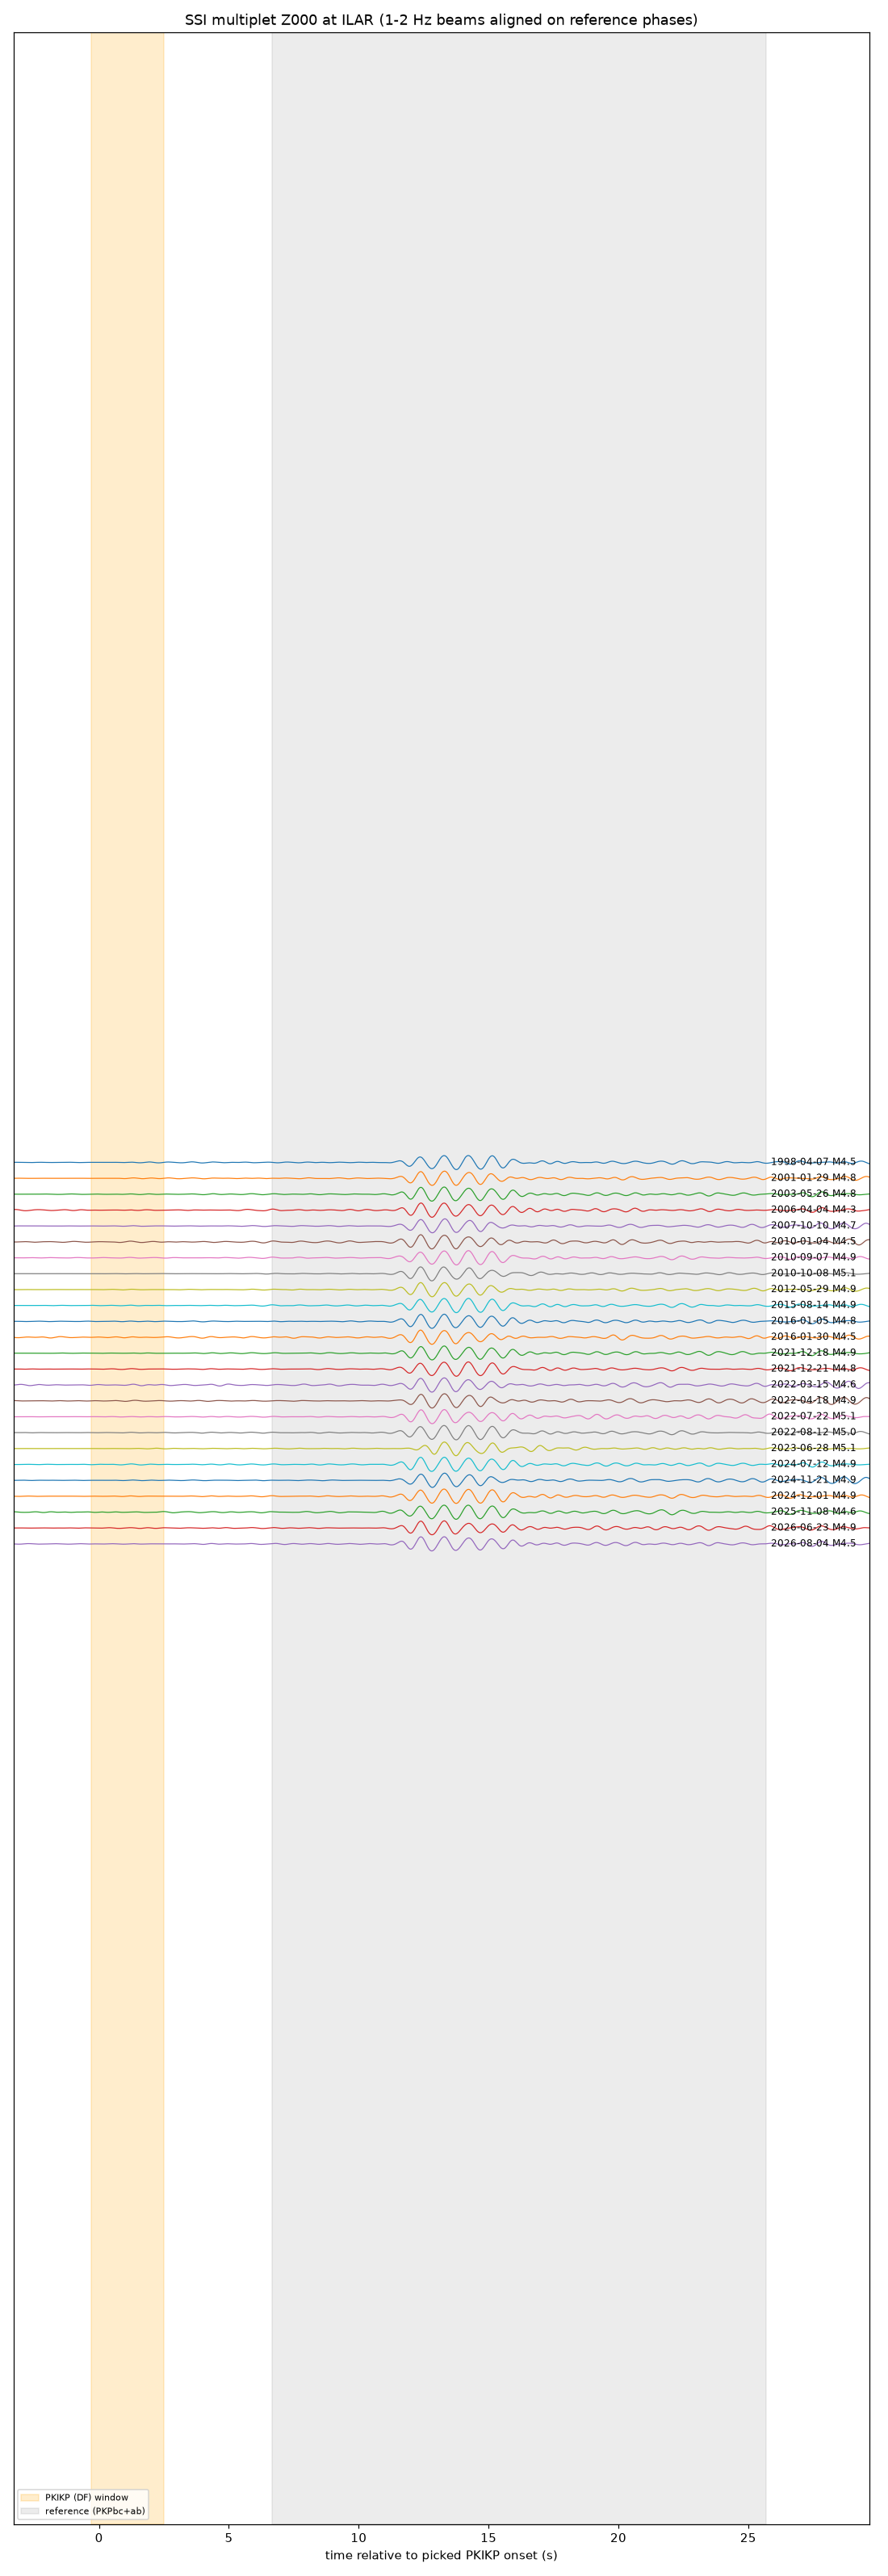 SSI multiplet Z000 at ILAR (1-2 Hz beams aligned on reference phases)
1998-04-07 M4.5
2001-01-29 M4.8
2003-05-26 M4.8
2006-04-04 M4.3
2007-10-10 M4.7
2010-01-04 M4.5
2010-09-07 M4.9
2010-10-08 M5.1
2012-05-29 M4.9
2015-08-14 M4.9
2016-01-05 M4.8
2016-01-30 M4.5
2021-12-18 M4.9
2021-12-21 M4.8
2022-03-15 M4.6
2022-04-18 M4.9
2022-07-22 M5.1
2022-08-12 M5.0
2023-06-28 M5.1
2024-07-12 M4.9
2024-11-21 M4.9
2024-12-01 M4.9
2025-11-08 M4.6
2026-06-23 M4.9
2026-08-04 M4.5
PKIKP (DF) window
reference (PKPbc+ab)
0 5 10 15 20 25
time relative to picked PKIKP onset (s)